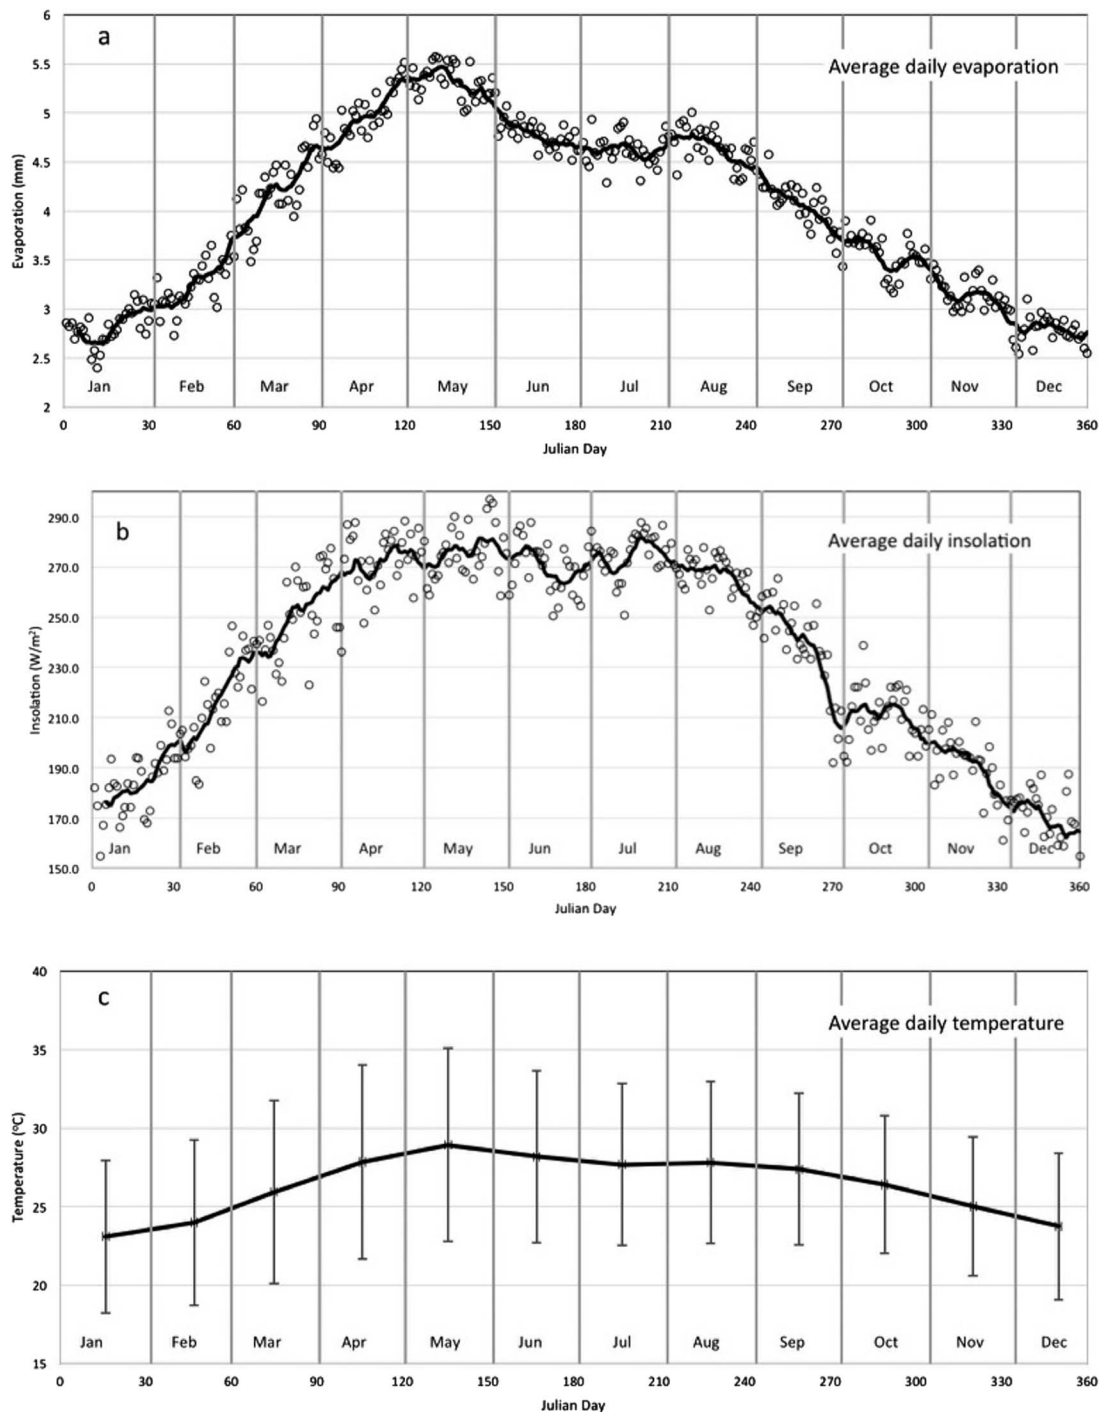 a
Average daily evaporation
6
5.5
5
4.5
4
3.5
3
2.5
2
Evaporation (mm)
Jan Feb Mar Apr May Jun Jul Aug Sep Oct Nov Dec
0 30 60 90 120 150 180 210 240 270 300 330 360
Julian Day
b
Average daily insolation
290.0
270.0
250.0
230.0
210.0
190.0
170.0
150.0
Insolation (W/m²)
Jan Feb Mar Apr May Jun Jul Aug Sep Oct Nov Dec
0 30 60 90 120 150 180 210 240 270 300 330 360
Julian Day
c
Average daily temperature
40
35
30
25
20
15
Temperature (°C)
Jan Feb Mar Apr May Jun Jul Aug Sep Oct Nov Dec
0 30 60 90 120 150 180 210 240 270 300 330 360
Julian Day